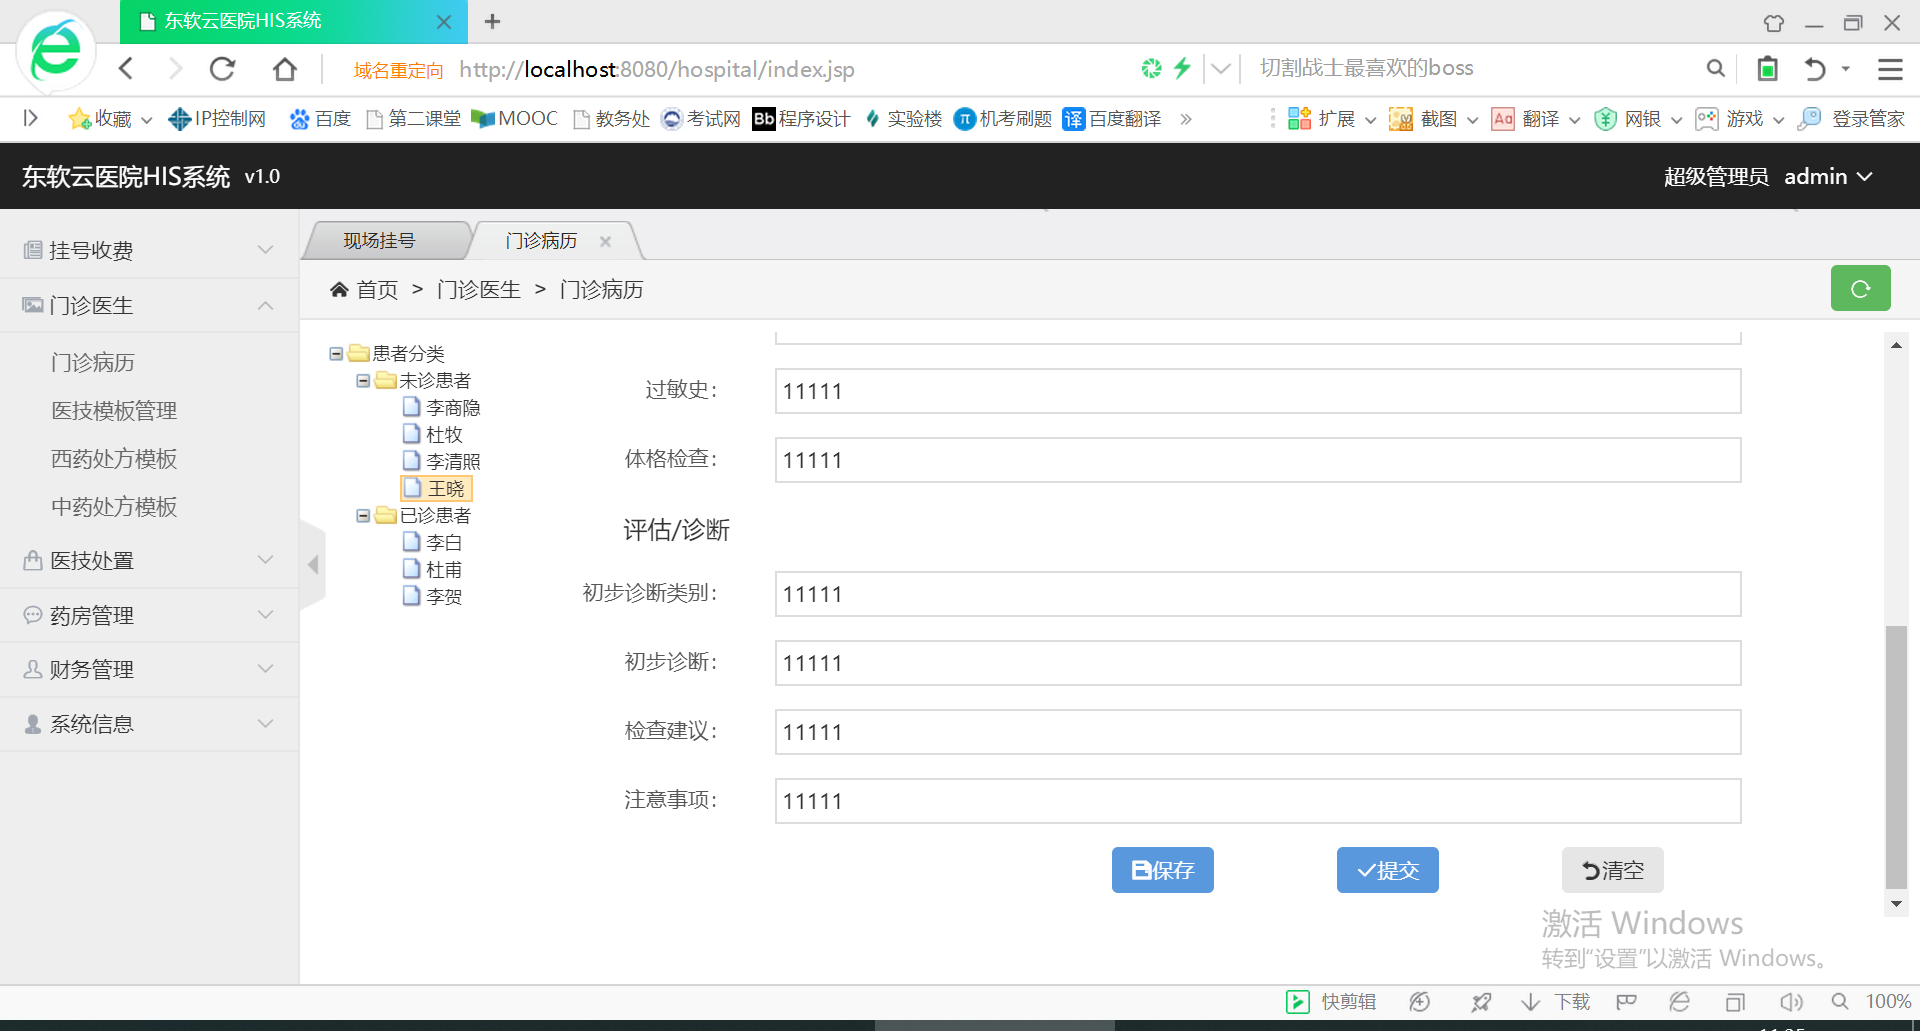 东软云医院HIS系统
域名重定向 http://localhost:8080/hospital/index.jsp
切割战士最喜欢的boss
收藏 IP控制网 百度 第二课堂 MOOC 教务处 考试网 Bb 程序设计 实验楼 π 机考刷题 译 百度翻译 » 扩展 截图 Aa 翻译 网银 游戏 登录管家
东软云医院HIS系统 v1.0
超级管理员 admin
挂号收费
门诊医生
门诊病历
医技模板管理
西药处方模板
中药处方模板
医技处置
药房管理
财务管理
系统信息
现场挂号 门诊病历
首页 > 门诊医生 > 门诊病历
患者分类
未诊患者
李商隐
杜牧
李清照
王晓
已诊患者
李白
杜甫
李贺
过敏史: 11111
体格检查: 11111
评估/诊断
初步诊断类别: 11111
初步诊断: 11111
检查建议: 11111
注意事项: 11111
保存 提交 清空
激活 Windows
转到“设置”以激活 Windows。
快剪辑 下载 100%